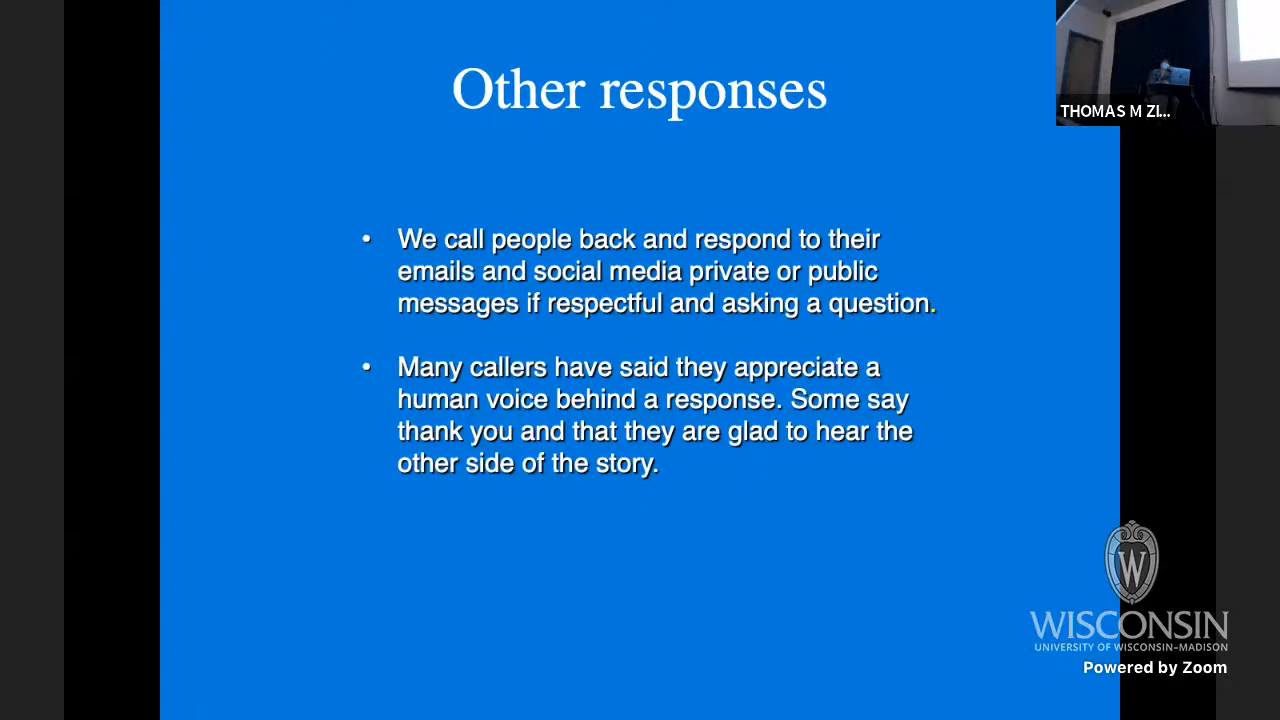 Other responses
THOMAS M ZI...
• We call people back and respond to their
emails and social media private or public
messages if respectful and asking a question.
• Many callers have said they appreciate a
human voice behind a response. Some say
thank you and that they are glad to hear the
other side of the story.
W
WISCONSIN
UNIVERSITY OF WISCONSIN–MADISON
Powered by Zoom